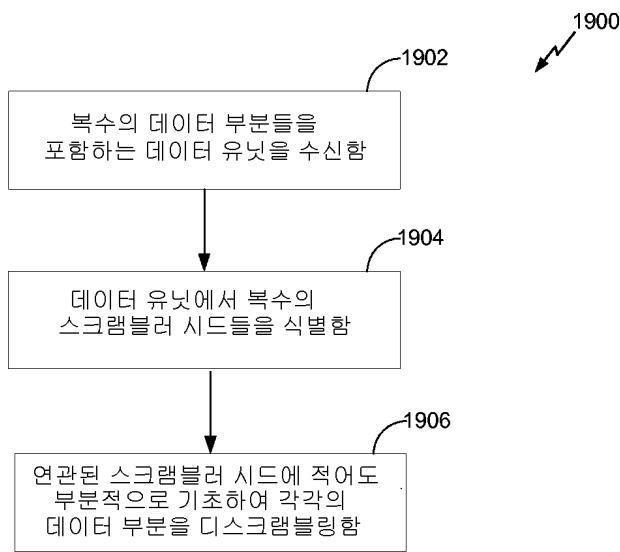 1900
1902
복수의 데이터 부분들을
포함하는 데이터 유닛을 수신함
1904
데이터 유닛에서 복수의
스크램블러 시드들을 식별함
1906
연관된 스크램블러 시드에 적어도
부분적으로 기초하여 각각의
데이터 부분을 디스크램블링함